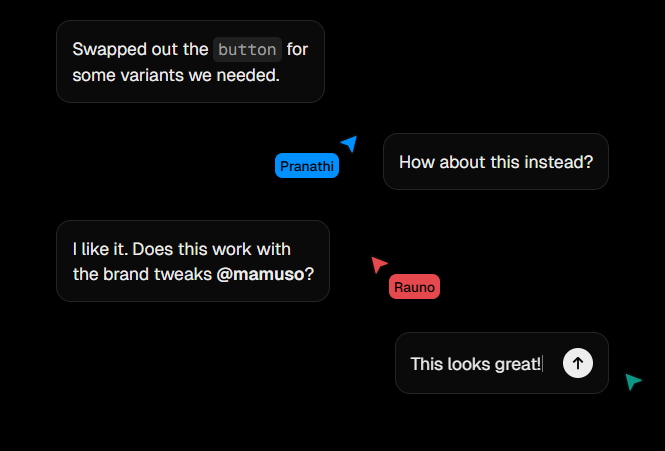 Swapped out the button for
some variants we needed.
Pranathi
How about this instead?
I like it. Does this work with
the brand tweaks @mamuso?
Rauno
This looks great!